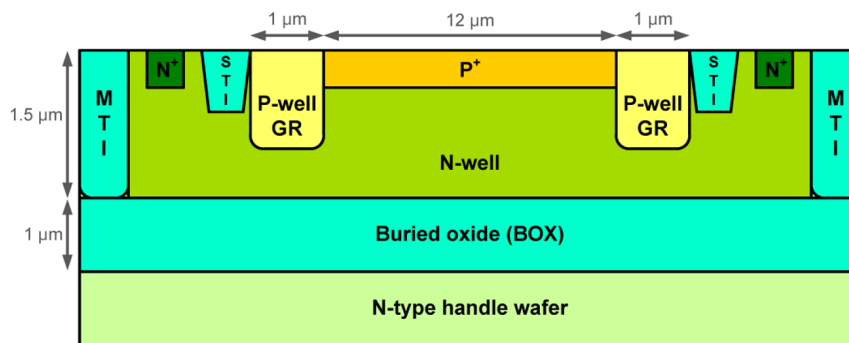 1 µm
12 µm
1 µm
N⁺
S
T
I
P⁺
S
T
I
N⁺
M
T
I
P-well
GR
P-well
GR
M
T
I
1.5 µm
N-well
1 µm
Buried oxide (BOX)
N-type handle wafer